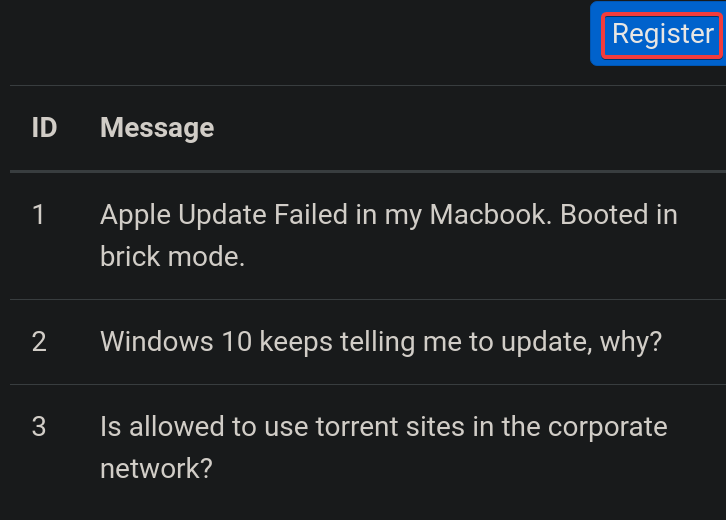 Register
ID Message
1 Apple Update Failed in my Macbook. Booted in
brick mode.
2 Windows 10 keeps telling me to update, why?
3 Is allowed to use torrent sites in the corporate
network?